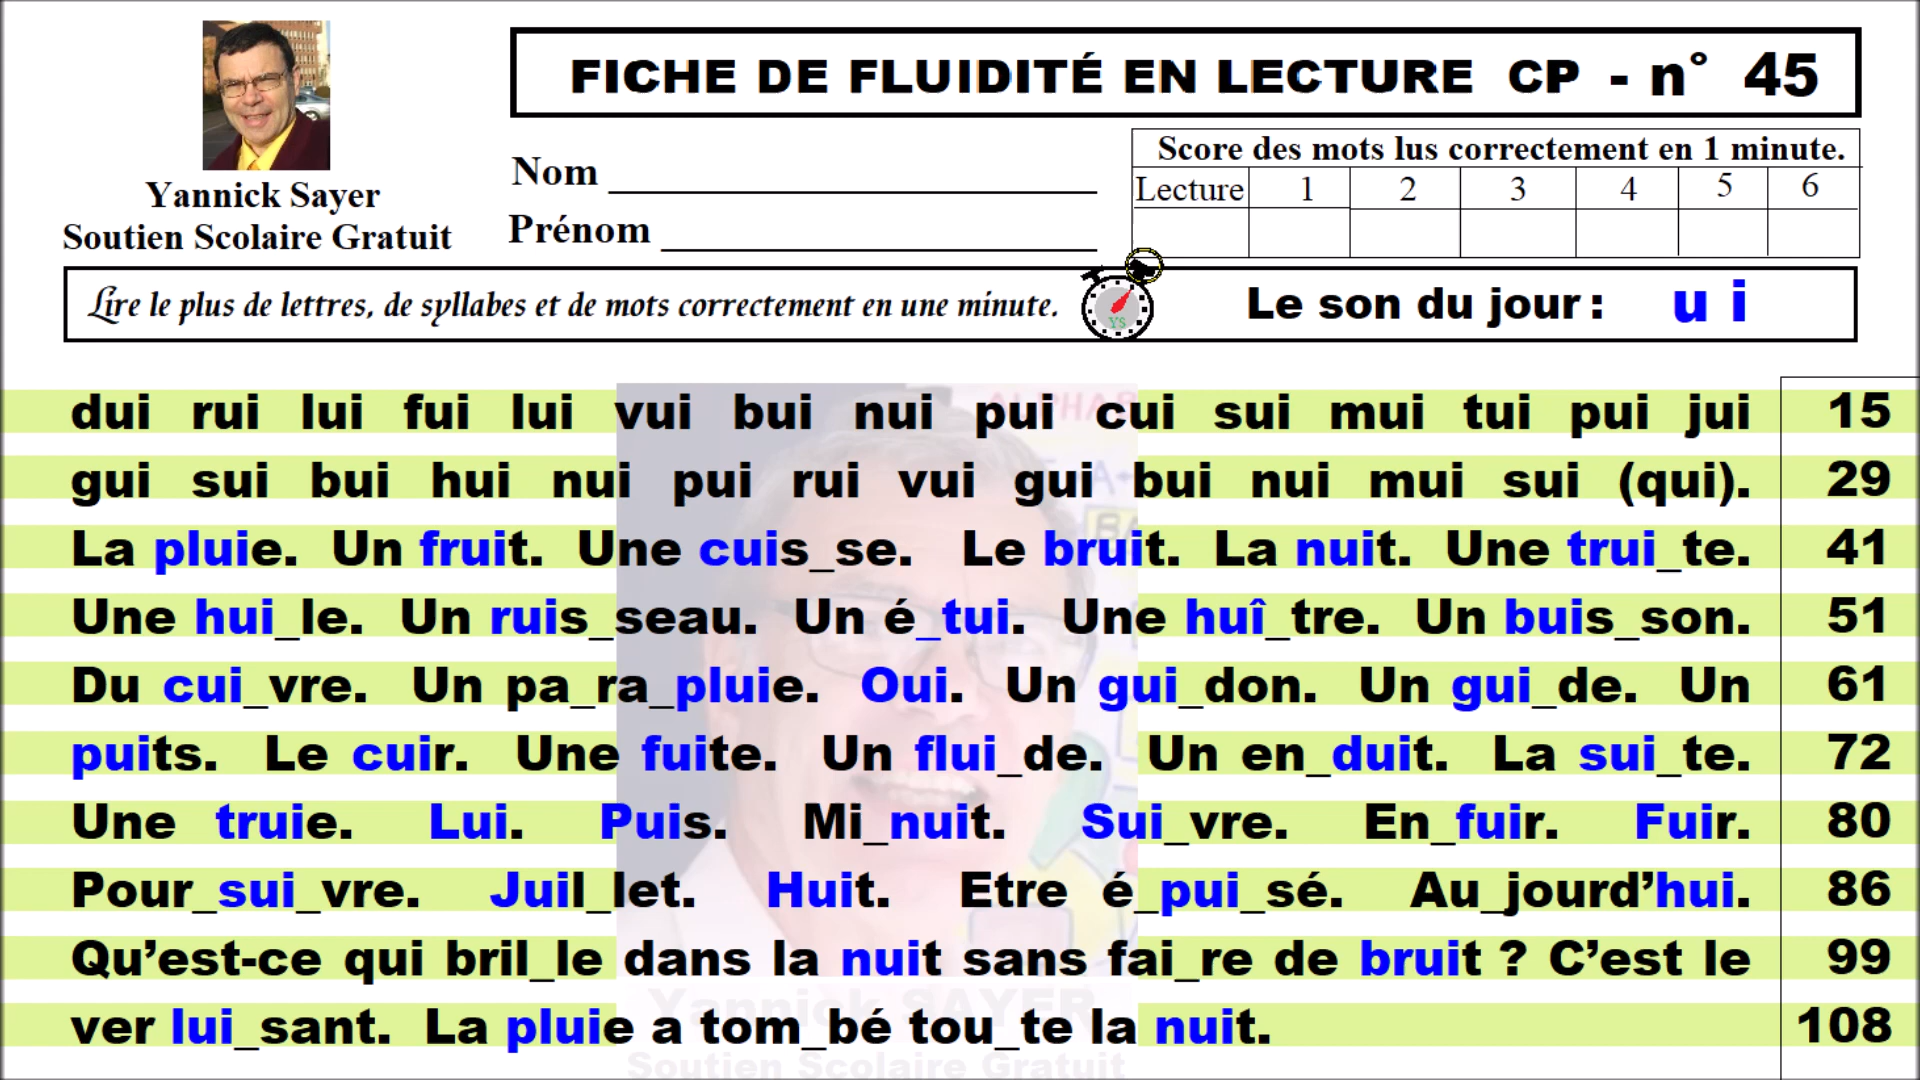 FICHE DE FLUIDITÉ EN LECTURE CP - n° 45
Yannick Sayer
Soutien Scolaire Gratuit
Nom
Prénom
Score des mots lus correctement en 1 minute.
Lecture 1 2 3 4 5 6
Lire le plus de lettres, de syllabes et de mots correctement en une minute.
YS
Le son du jour : u i
dui rui lui fui lui vui bui nui pui cui sui mui tui pui jui 15
gui sui bui hui nui pui rui vui gui bui nui mui sui (qui). 29
La pluie. Un fruit. Une cuis_se. Le bruit. La nuit. Une trui_te. 41
Une hui_le. Un ruis_seau. Un é_tui. Une huî_tre. Un buis_son. 51
Du cui_vre. Un pa_ra_pluie. Oui. Un gui_don. Un gui_de. Un 61
puits. Le cuir. Une fuite. Un flui_de. Un en_duit. La sui_te. 72
Une truie. Lui. Puis. Mi_nuit. Sui_vre. En_fuir. Fuir. 80
Pour_sui_vre. Juil_let. Huit. Etre é_pui_sé. Au_jourd’hui. 86
Qu’est-ce qui bril_le dans la nuit sans fai_re de bruit ? C’est le 99
ver lui_sant. La pluie a tom_bé tou_te la nuit. 108
Yannick SAYER
Soutien Scolaire Gratuit